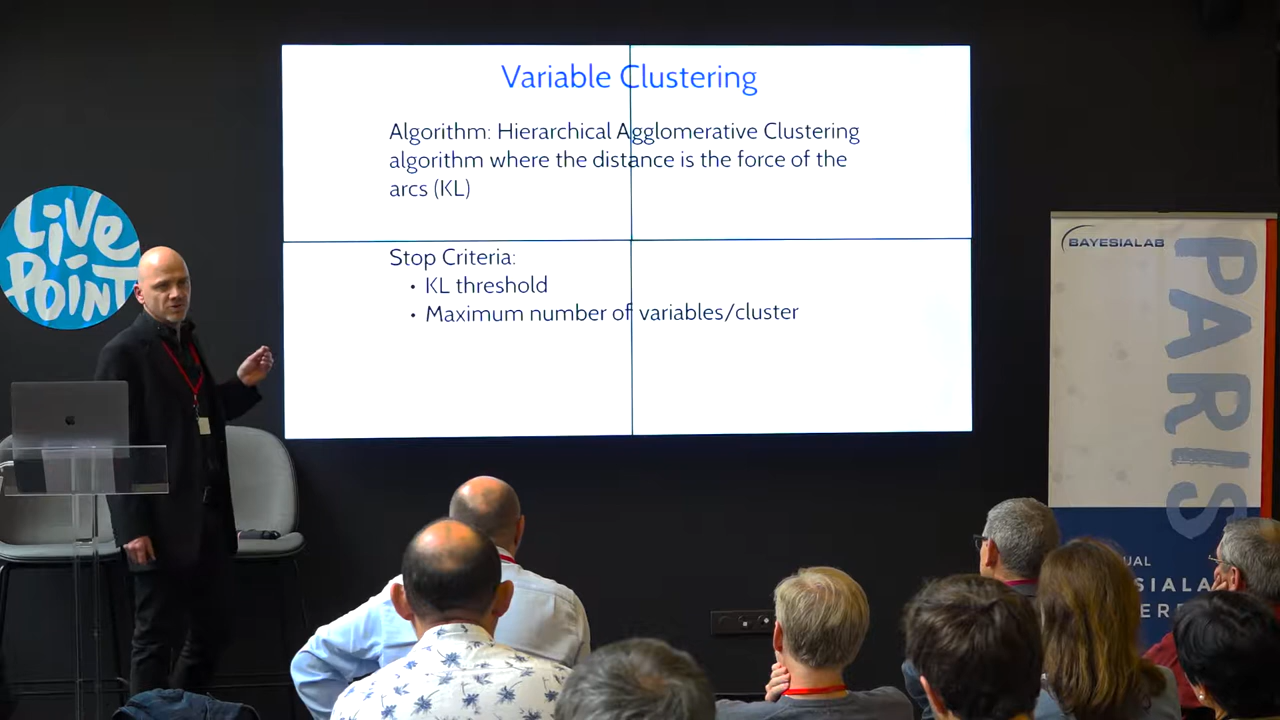 Variable Clustering
Algorithm: Hierarchical Agglomerative Clustering
algorithm where the distance is the force of the
arcs (KL)
Stop Criteria:
• KL threshold
• Maximum number of variables/cluster
LiVE
POiNT
BAYESIALAB
PARIS